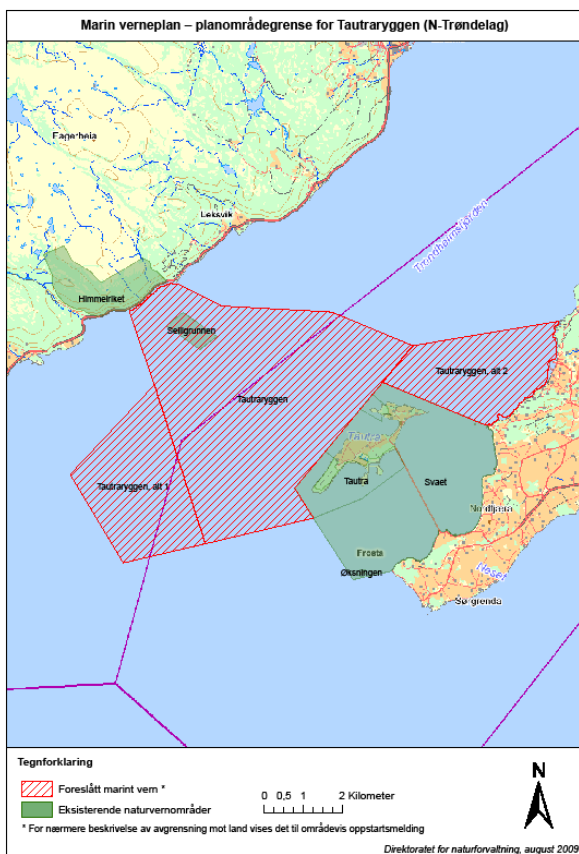 Marin verneplan – planområdegrense for Tautraryggen (N-Trøndelag)
Fagerheia
Leksvik
Trondheimsfjorden
Himmelriket
Selligrunnen
Tautraryggen, alt 2
Tautraryggen
Tautra
Tautra
Svaet
Tautraryggen, alt 1
Nordfjæra
Frosta
Øksningen
Sørgrenda
Tegnforklaring
Foreslått marint vern *
Eksisterende naturvernområder
0 0,5 1 2 Kilometer
N
* For nærmere beskrivelse av avgrensning mot land vises det til områdevis oppstartsmelding
Direktoratet for naturforvaltning, august 2009